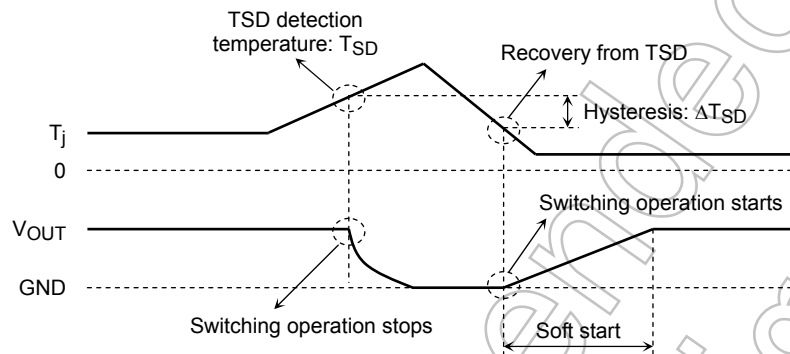 TSD detection
temperature: TSD
Recovery from TSD
Hysteresis: ΔTSD
Tj
0
Switching operation starts
VOUT
GND
Switching operation stops
Soft start